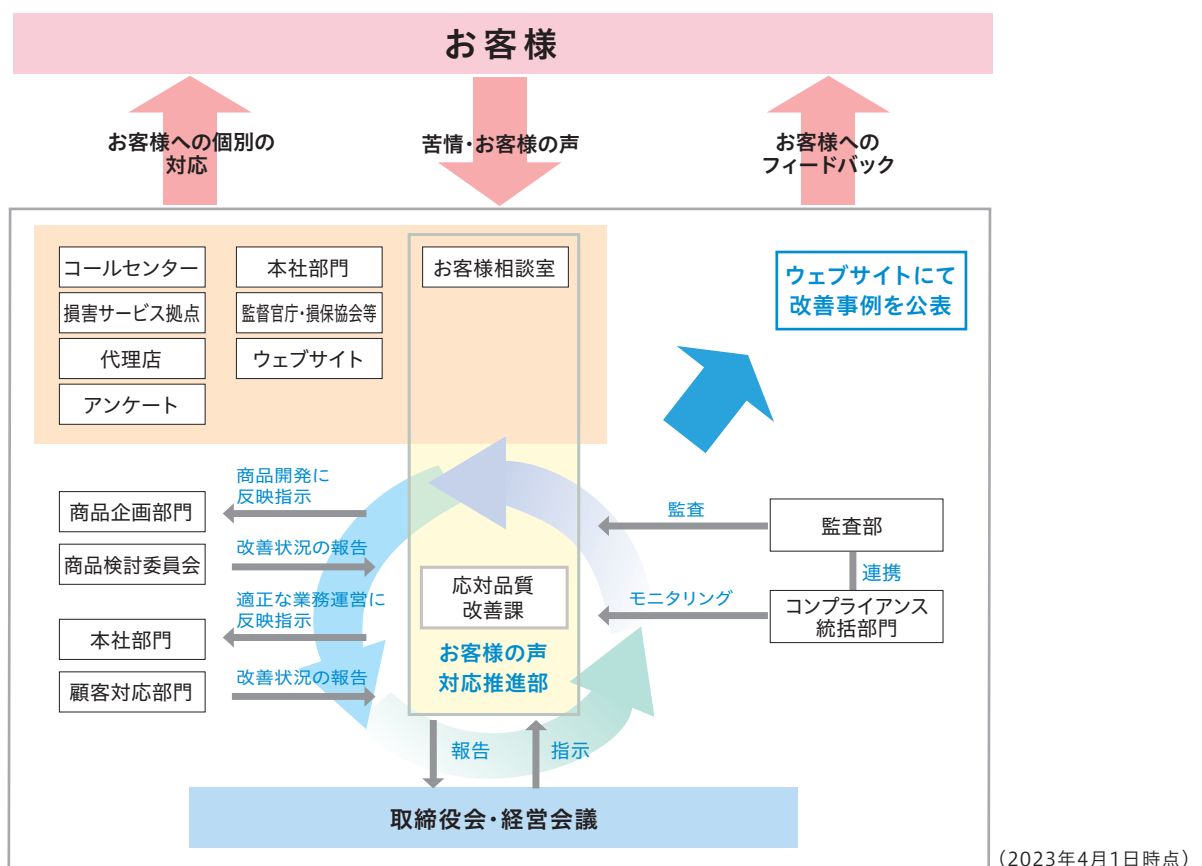 お客様
お客様への個別の
対応
苦情・お客様の声
お客様への
フィードバック
コールセンター
本社部門
お客様相談室
損害サービス拠点
監督官庁・損保協会等
代理店
ウェブサイト
アンケート
ウェブサイトにて
改善事例を公表
商品企画部門
商品開発に
反映指示
商品検討委員会
改善状況の報告
本社部門
適正な業務運営に
反映指示
顧客対応部門
改善状況の報告
応対品質
改善課
お客様の声
対応推進部
監査
監査部
連携
モニタリング
コンプライアンス
統括部門
報告
指示
取締役会・経営会議
(2023年4月1日時点)